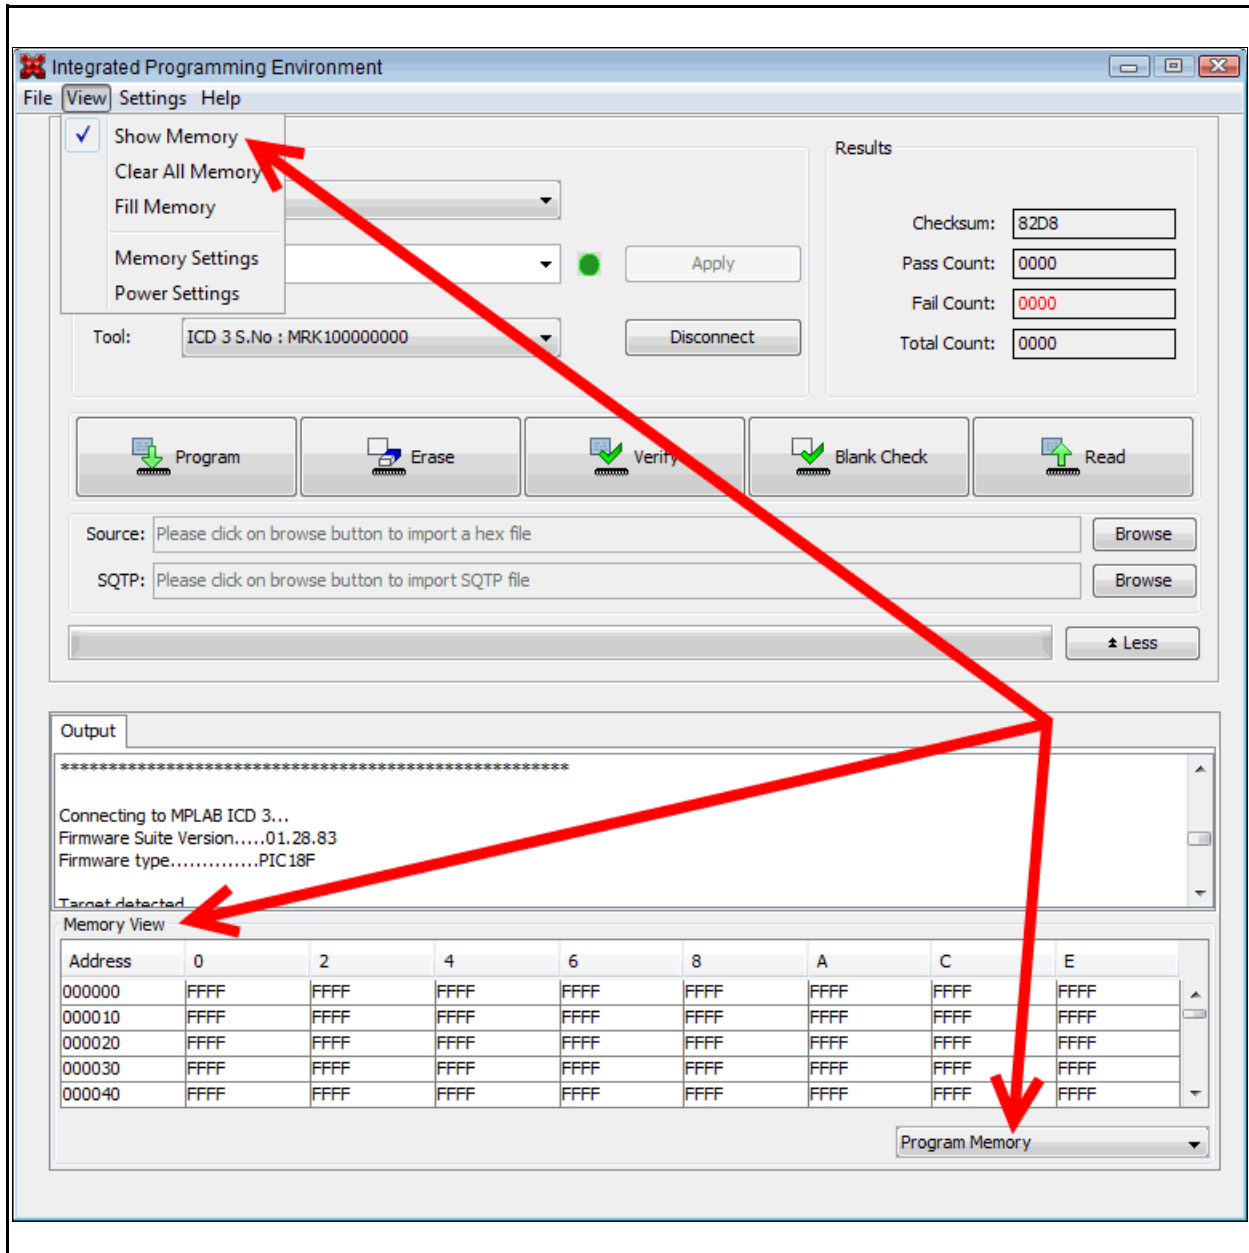 Integrated Programming Environment
File View Settings Help
Show Memory
Clear All Memory
Fill Memory
Memory Settings
Power Settings
Apply
Tool: ICD 3 S.No : MRK100000000 Disconnect
Results
Checksum: 82D8
Pass Count: 0000
Fail Count: 0000
Total Count: 0000
Program Erase Verify Blank Check Read
Source: Please click on browse button to import a hex file Browse
SQTP: Please click on browse button to import SQTP file Browse
Less
Output
*****************************************************
Connecting to MPLAB ICD 3...
Firmware Suite Version.....01.28.83
Firmware type..............PIC18F
Target detected
Memory View
Address 0 2 4 6 8 A C E
000000 FFFF FFFF FFFF FFFF FFFF FFFF FFFF FFFF
000010 FFFF FFFF FFFF FFFF FFFF FFFF FFFF FFFF
000020 FFFF FFFF FFFF FFFF FFFF FFFF FFFF FFFF
000030 FFFF FFFF FFFF FFFF FFFF FFFF FFFF FFFF
000040 FFFF FFFF FFFF FFFF FFFF FFFF FFFF FFFF
Program Memory